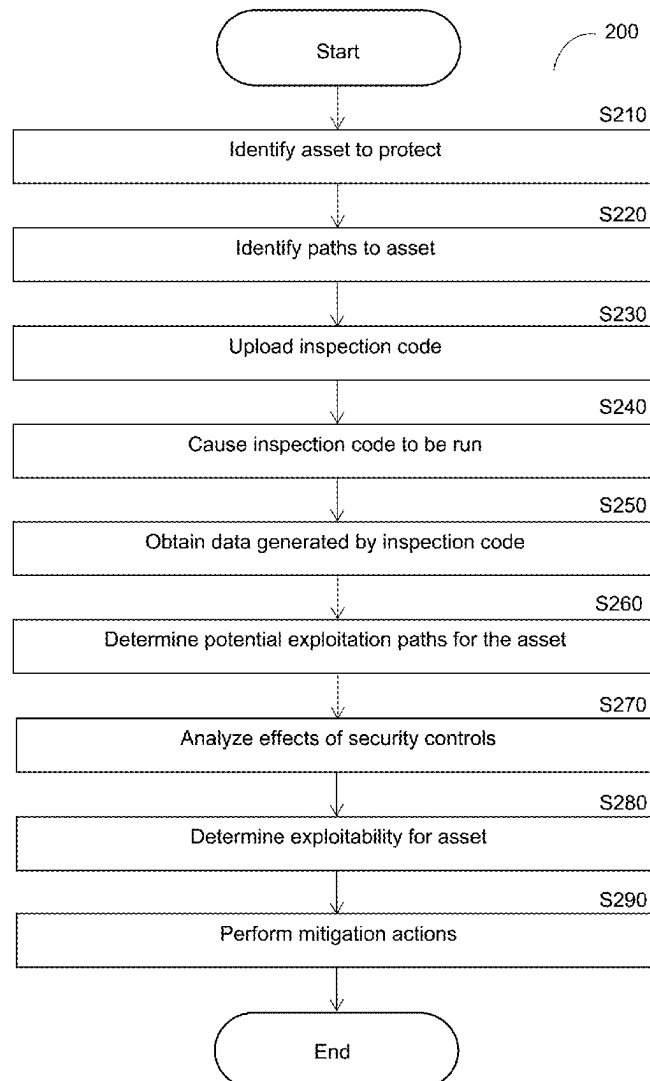 Start
200
S210
Identify asset to protect
S220
Identify paths to asset
S230
Upload inspection code
S240
Cause inspection code to be run
S250
Obtain data generated by inspection code
S260
Determine potential exploitation paths for the asset
S270
Analyze effects of security controls
S280
Determine exploitability for asset
S290
Perform mitigation actions
End